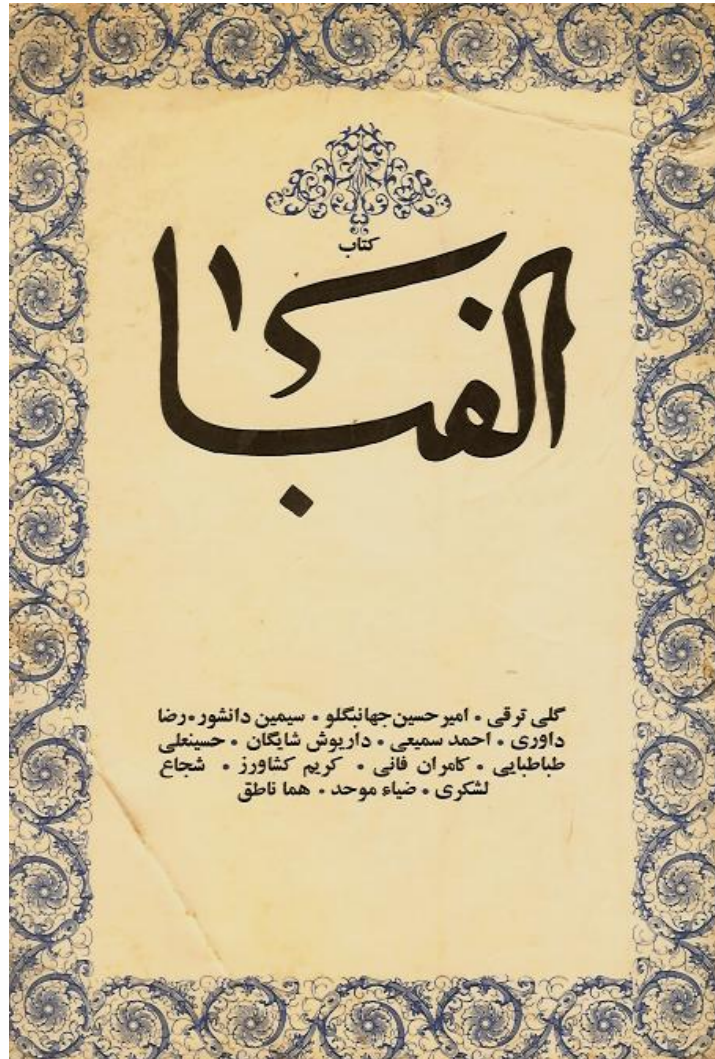 کتاب
الفبا
گلی ترقی • امیرحسین جهانبگلو • سیمین دانشور • رضا
داوری • احمد سمیعی • داریوش شایگان • حسینعلی
طباطبایی • کامران فانی • کریم کشاورز • شجاع
لشکری • ضیاء موحد • هما ناطق